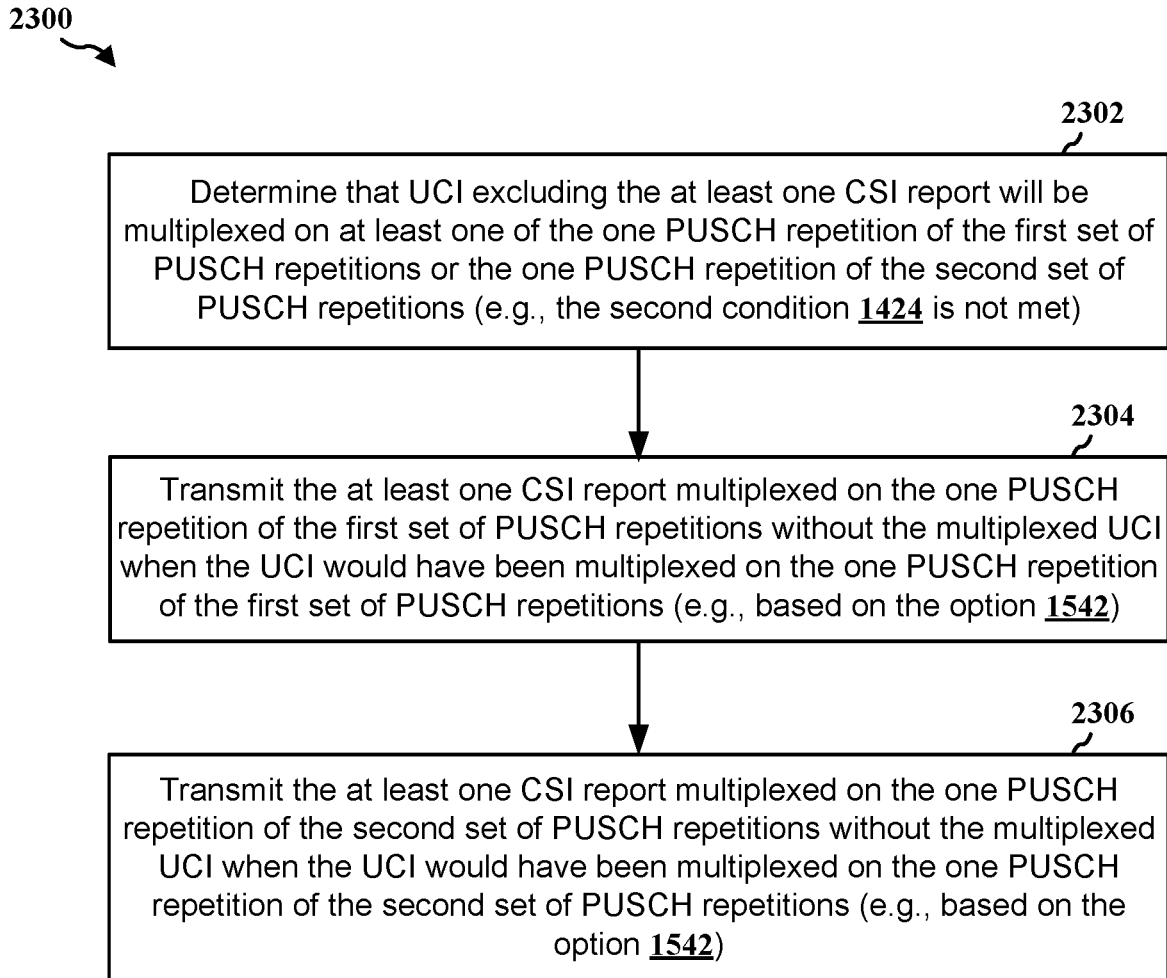 2300
2302
Determine that UCI excluding the at least one CSI report will be
multiplexed on at least one of the one PUSCH repetition of the first set of
PUSCH repetitions or the one PUSCH repetition of the second set of
PUSCH repetitions (e.g., the second condition 1424 is not met)
2304
Transmit the at least one CSI report multiplexed on the one PUSCH
repetition of the first set of PUSCH repetitions without the multiplexed UCI
when the UCI would have been multiplexed on the one PUSCH repetition
of the first set of PUSCH repetitions (e.g., based on the option 1542)
2306
Transmit the at least one CSI report multiplexed on the one PUSCH
repetition of the second set of PUSCH repetitions without the multiplexed
UCI when the UCI would have been multiplexed on the one PUSCH
repetition of the second set of PUSCH repetitions (e.g., based on the
option 1542)